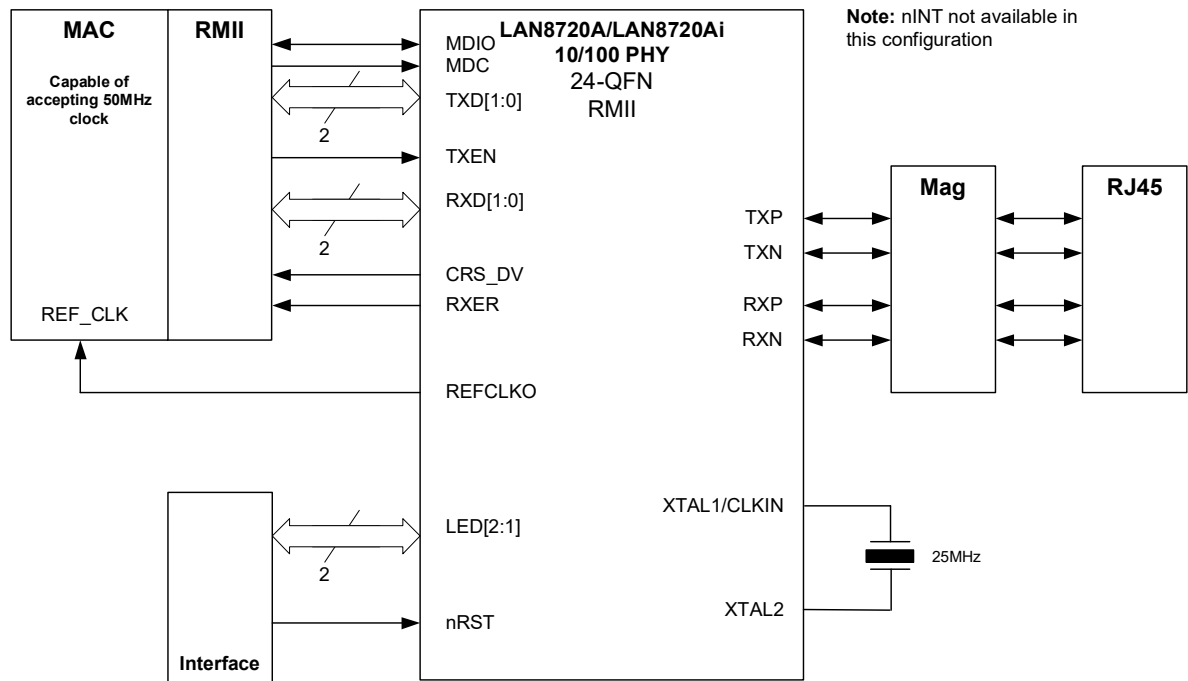 MAC
RMII
Capable of
accepting 50MHz
clock
REF_CLK
LAN8720A/LAN8720Ai
10/100 PHY
24-QFN
RMII
MDIO
MDC
TXD[1:0]
2
TXEN
RXD[1:0]
2
CRS_DV
RXER
REFCLKO
LED[2:1]
2
nRST
Interface
Note: nINT not available in
this configuration
TXP
TXN
RXP
RXN
Mag
RJ45
XTAL1/CLKIN
25MHz
XTAL2